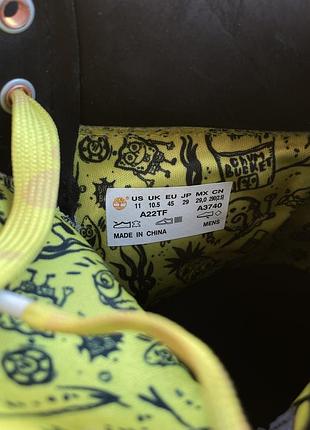 CHUM
BUCKET
US UK EU JP MX CN
11 10.5 45 29 29,0 290(2.5)
A22TF A3740
MENS
MADE IN CHINA